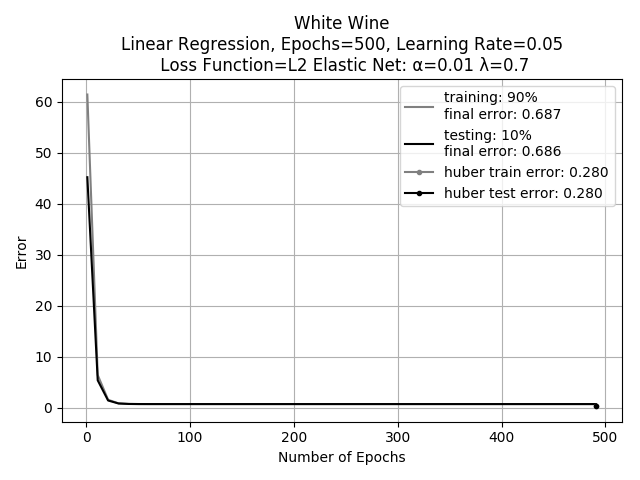 White Wine
Linear Regression, Epochs=500, Learning Rate=0.05
Loss Function=L2 Elastic Net: α=0.01 λ=0.7
training: 90%
final error: 0.687
testing: 10%
final error: 0.686
huber train error: 0.280
huber test error: 0.280
Error
60
50
40
30
20
10
0
0 100 200 300 400 500
Number of Epochs